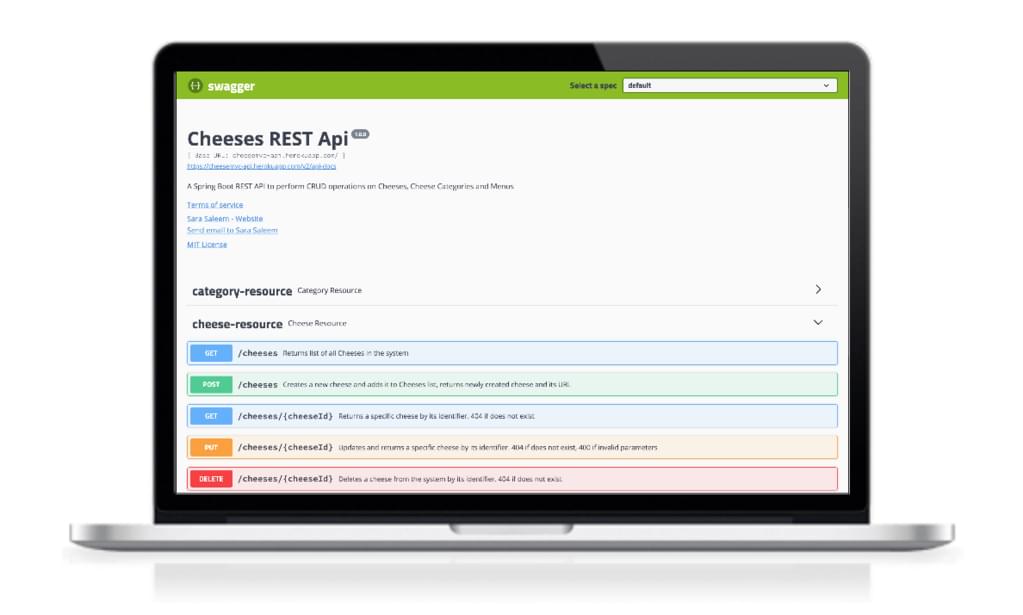 {-} swagger
Select a spec default
Cheeses REST Api 1.0.0
[ Base URL: cheesemvc-api.herokuapp.com/ ]
https://cheesemvc-api.herokuapp.com/v2/api-docs
A Spring Boot REST API to perform CRUD operations on Cheeses, Cheese Categories and Menus
Terms of service
Sara Saleem - Website
Send email to Sara Saleem
MIT License
category-resource Category Resource
cheese-resource Cheese Resource
GET /cheeses Returns list of all Cheeses in the system
POST /cheeses Creates a new cheese and adds it to Cheeses list, returns newly created cheese and its URL
GET /cheeses/{cheeseId} Returns a specific cheese by its identifier. 404 if does not exist
PUT /cheeses/{cheeseId} Updates and returns a specific cheese by its identifier. 404 if does not exist, 400 if invalid parameters
DELETE /cheeses/{cheeseId} Deletes a cheese from the system by its identifier. 404 if does not exist